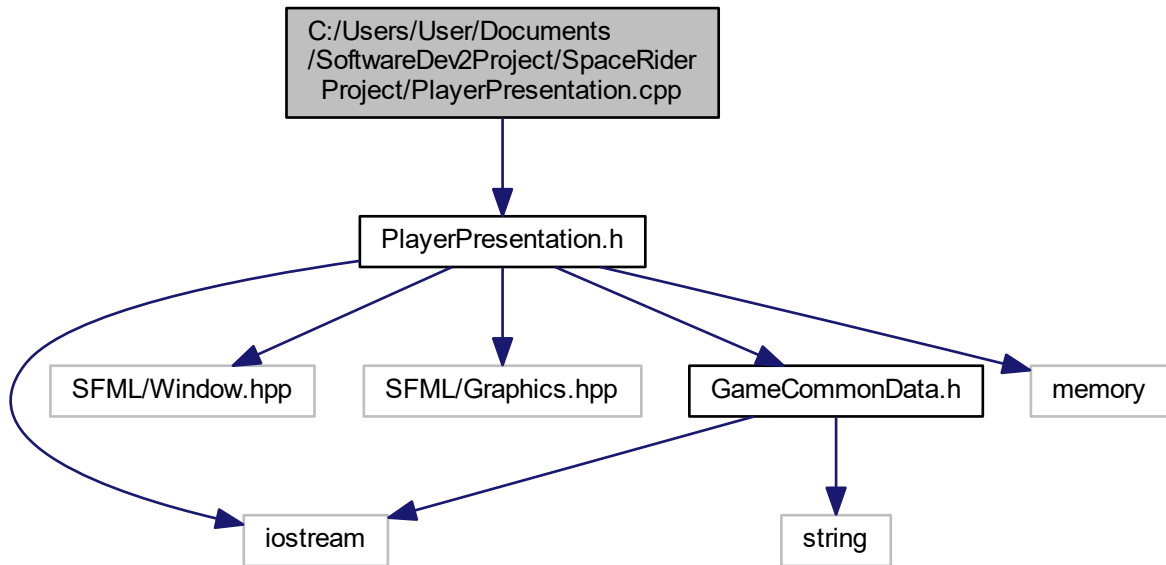 C:/Users/User/Documents
/SoftwareDev2Project/SpaceRider
Project/PlayerPresentation.cpp
PlayerPresentation.h
SFML/Window.hpp
SFML/Graphics.hpp
GameCommonData.h
memory
iostream
string